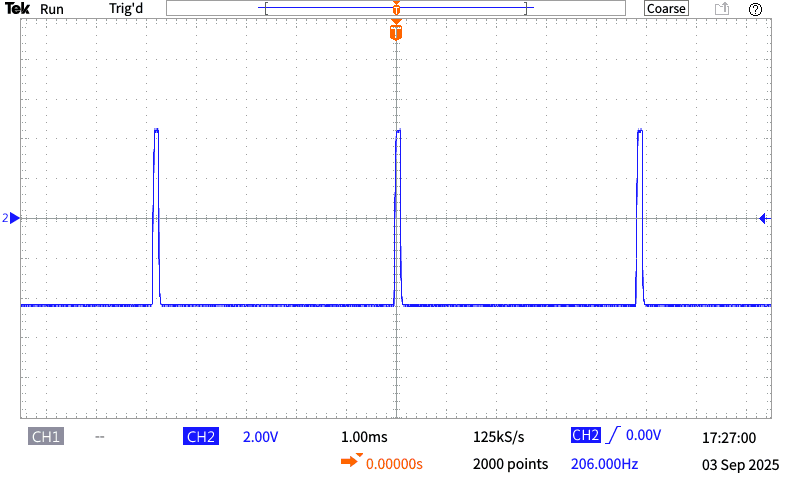 Tek Run Trig'd T Coarse ?
T
2
CH1 -- CH2 2.00V 1.00ms 125kS/s CH2 0.00V 17:27:00
0.00000s 2000 points 206.000Hz 03 Sep 2025